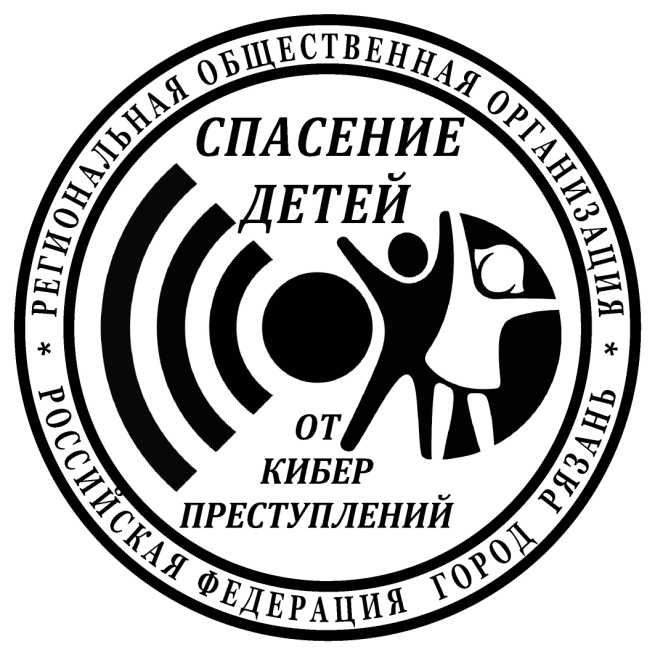 РЕГИОНАЛЬНАЯ ОБЩЕСТВЕННАЯ ОРГАНИЗАЦИЯ
СПАСЕНИЕ
ДЕТЕЙ
ОТ
КИБЕР
ПРЕСТУПЛЕНИЙ
* РОССИЙСКАЯ ФЕДЕРАЦИЯ ГОРОД РЯЗАНЬ *